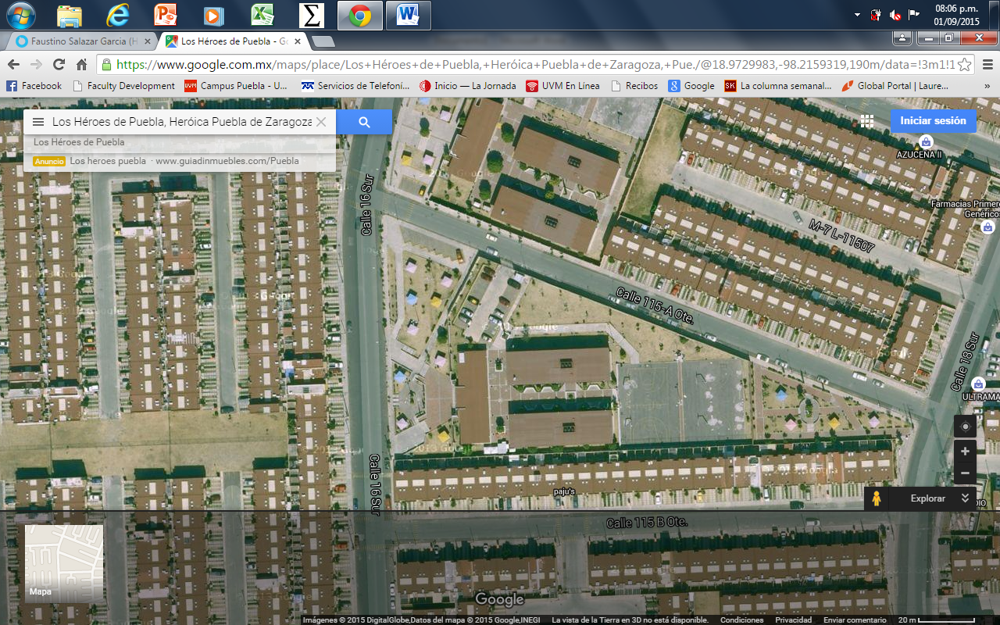 08:06 p.m.
01/09/2015
Faustino Salazar Garcia (H
Los Héroes de Puebla - Go
https://www.google.com.mx/maps/place/Los+Héroes+de+Puebla,+Heróica+Puebla+de+Zaragoza,+Pue./@18.9729983,-98.2159319,190m/data=!3m1!1
Facebook
Faculty Development
UVM
Campus Puebla - U...
Servicios de Telefoní...
Inicio — La Jornada
UVM En Línea
Recibos
Google
SK
La columna semanal...
Global Portal | Laure...
»
Los Héroes de Puebla, Heróica Puebla de Zaragoza
Iniciar sesión
Los Héroes de Puebla
Anuncio Los heroes puebla · www.guiadinmuebles.com/Puebla
AZUCENA II
Calle 16 Sur
Farmacias Primer
Genérico
M-7 L-11507
Calle 115-A Ote.
Calle 18 Sur
ULTRAMA
Calle 16 Sur
paju's
Explorar
DIO
Calle 115 B Ote.
Mapa
Google
Imágenes © 2015 DigitalGlobe,Datos del mapa © 2015 Google,INEGI
La vista de la Tierra en 3D no está disponible.
Condiciones
Privacidad
Enviar comentario
20 m